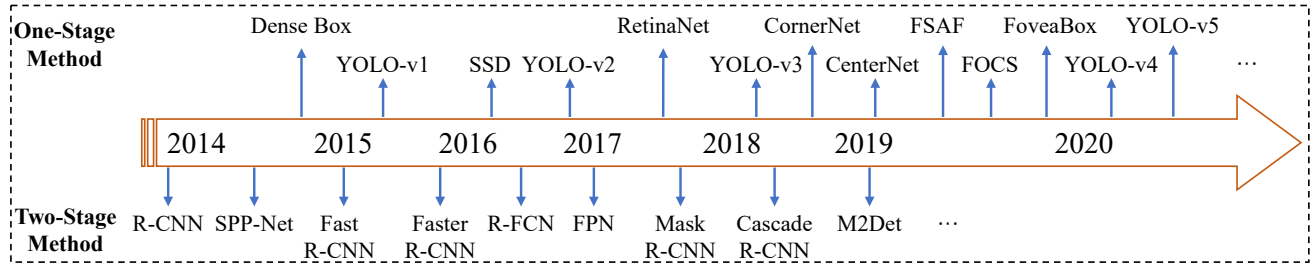 One-Stage
Method
Dense Box
RetinaNet
CornerNet
FSAF
FoveaBox
YOLO-v5
YOLO-v1
SSD
YOLO-v2
YOLO-v3
CenterNet
FOCS
YOLO-v4
...
2014
2015
2016
2017
2018
2019
2020
Two-Stage
Method
R-CNN
SPP-Net
Fast
R-CNN
Faster
R-CNN
R-FCN
FPN
Mask
R-CNN
Cascade
R-CNN
M2Det
...